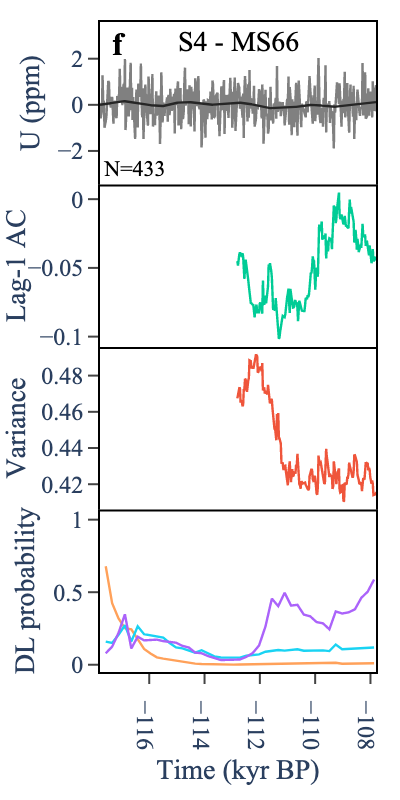 f S4 - MS66
U (ppm)
2
0
−2
N=433
Lag-1 AC
0
−0.05
−0.1
Variance
0.48
0.46
0.44
0.42
DL probability
1
0.5
0
−116
−114
−112
−110
−108
Time (kyr BP)